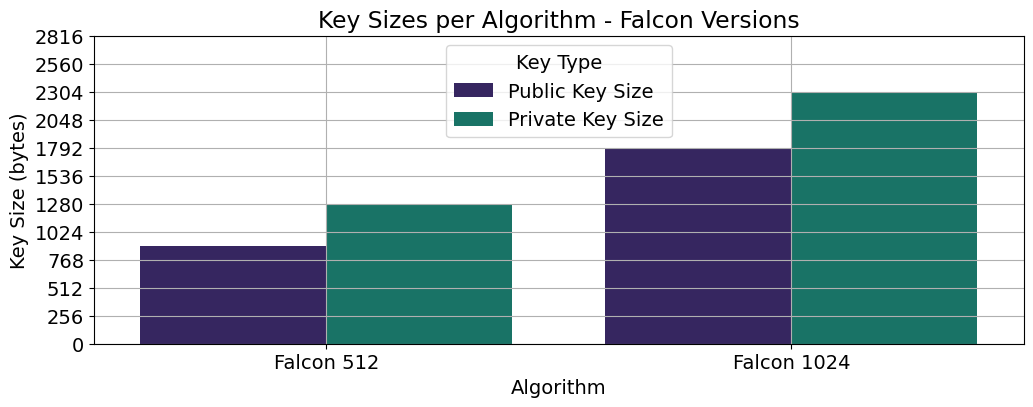 Key Sizes per Algorithm - Falcon Versions
Key Size (bytes)
2816
2560
2304
2048
1792
1536
1280
1024
768
512
256
0
Key Type
Public Key Size
Private Key Size
Falcon 512
Falcon 1024
Algorithm